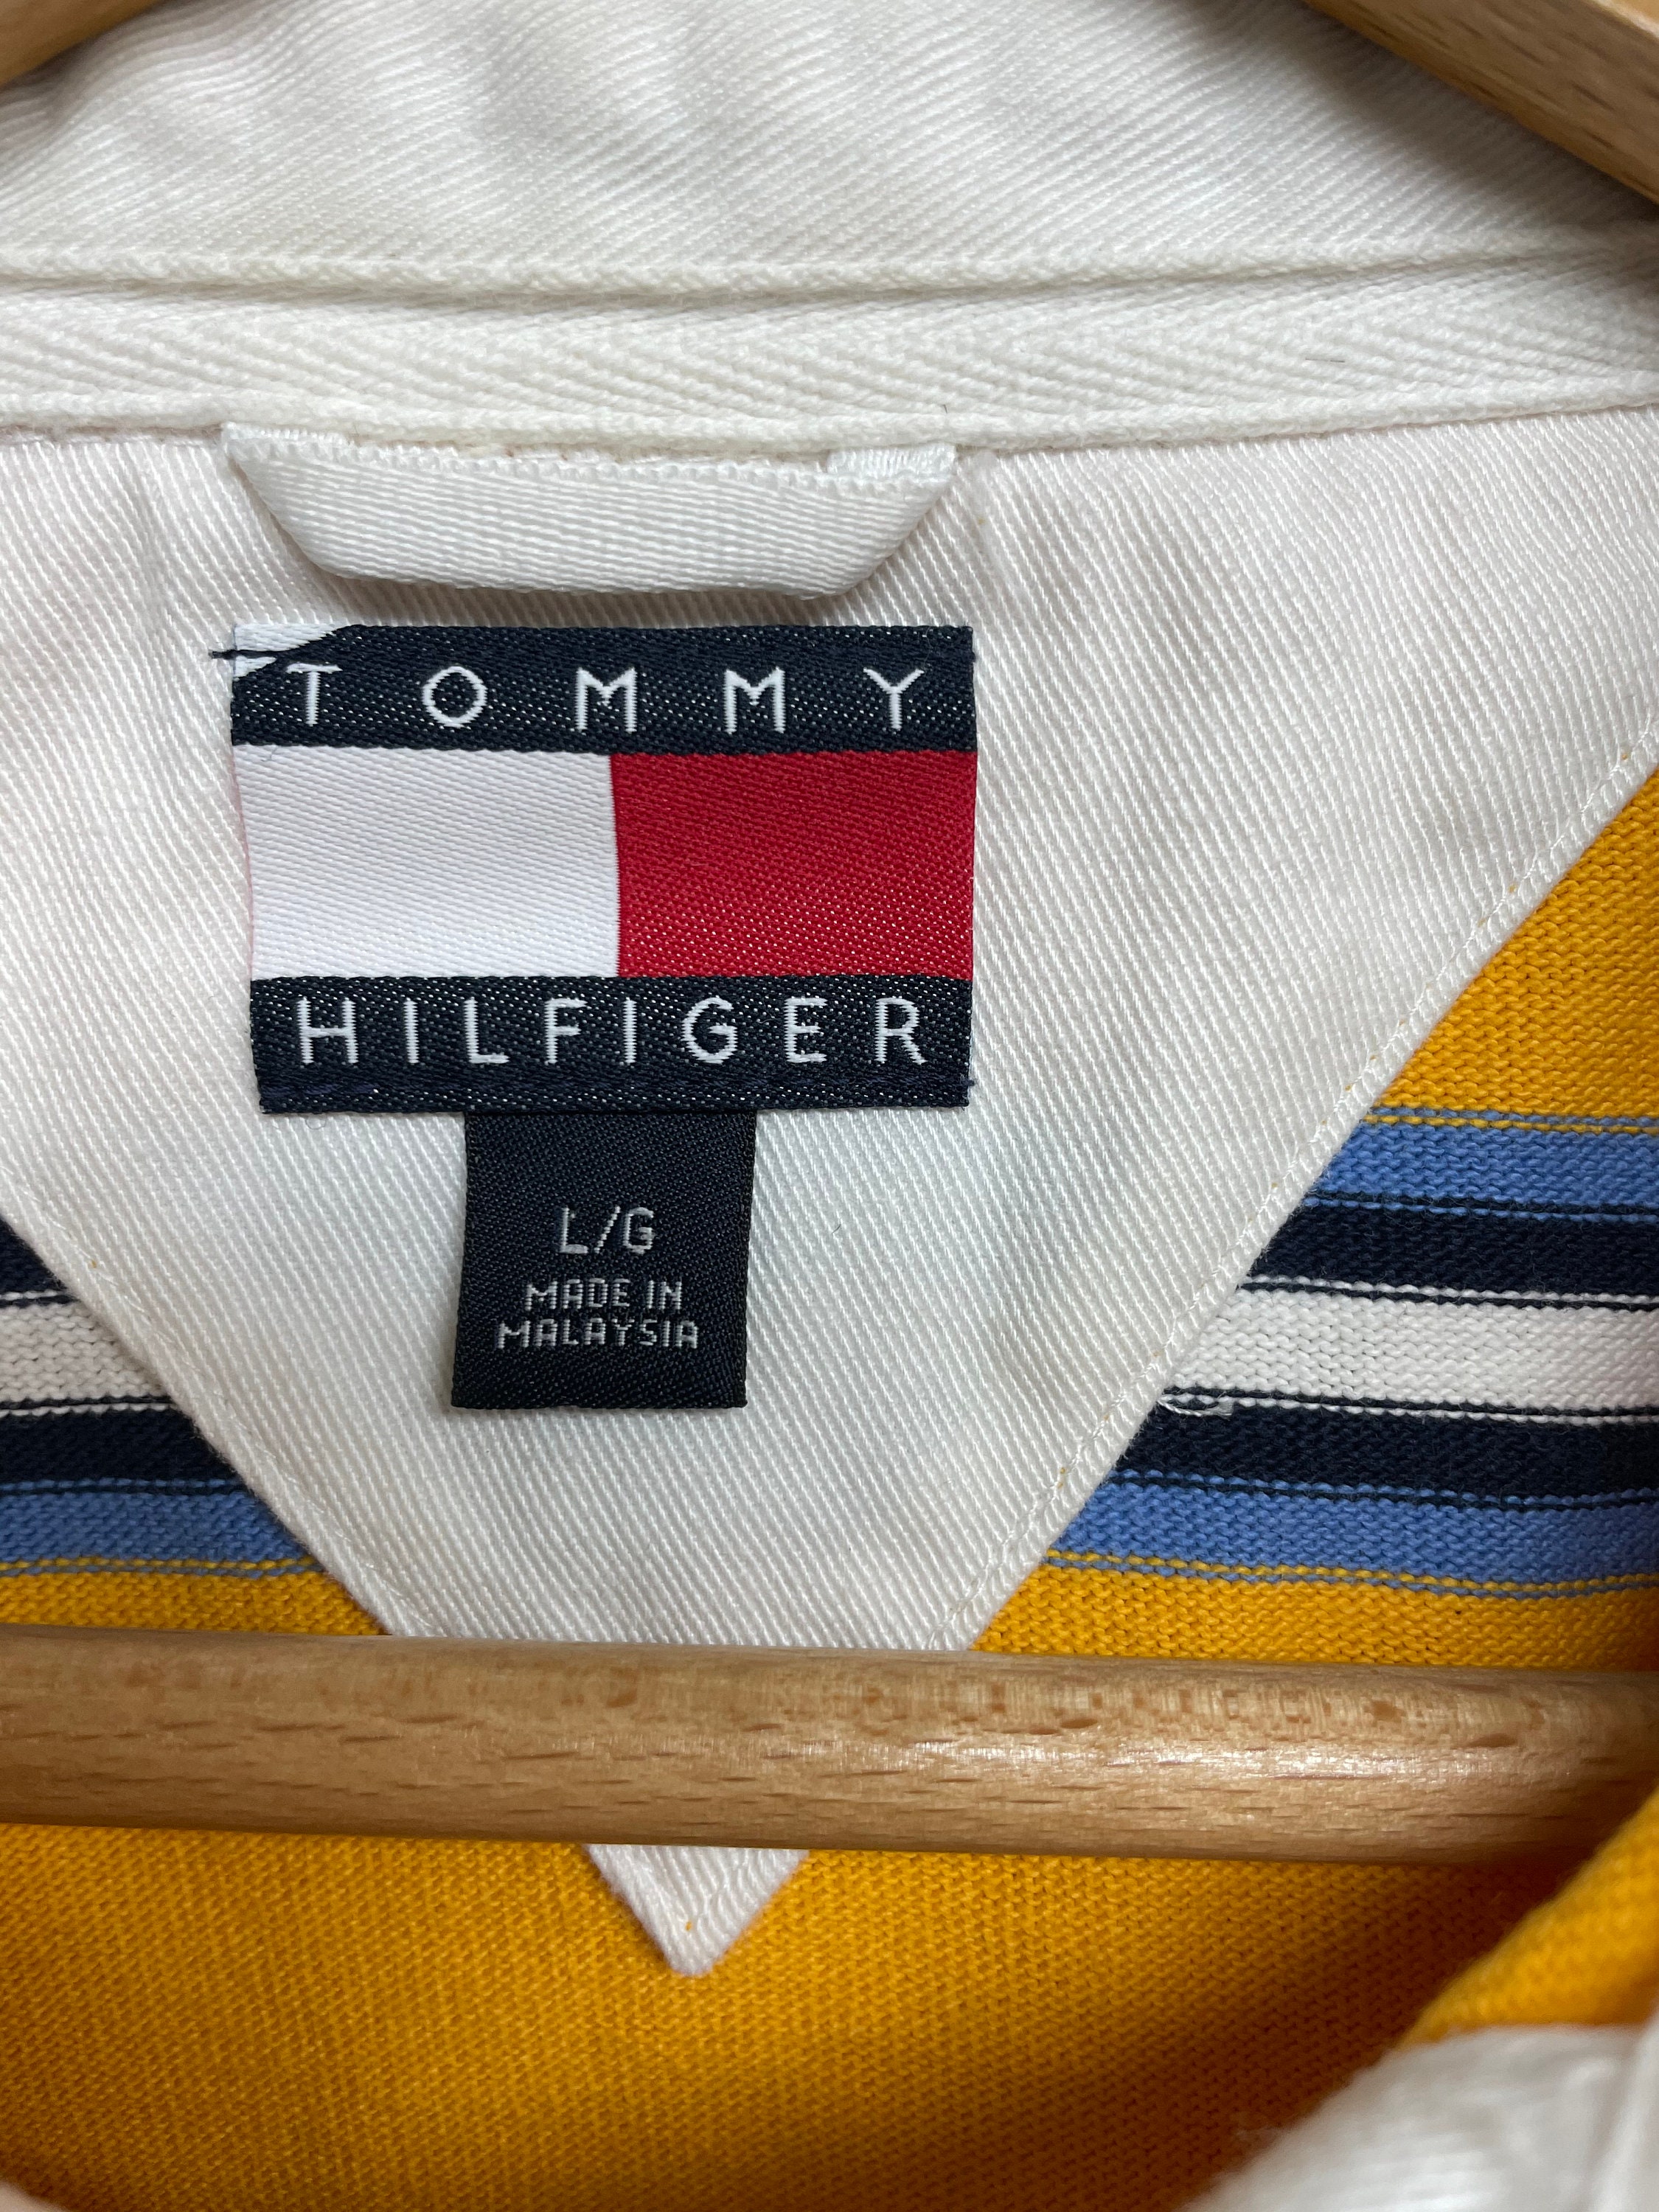 TOMMY
HILFIGER
L/G
MADE IN
MALAYSIA